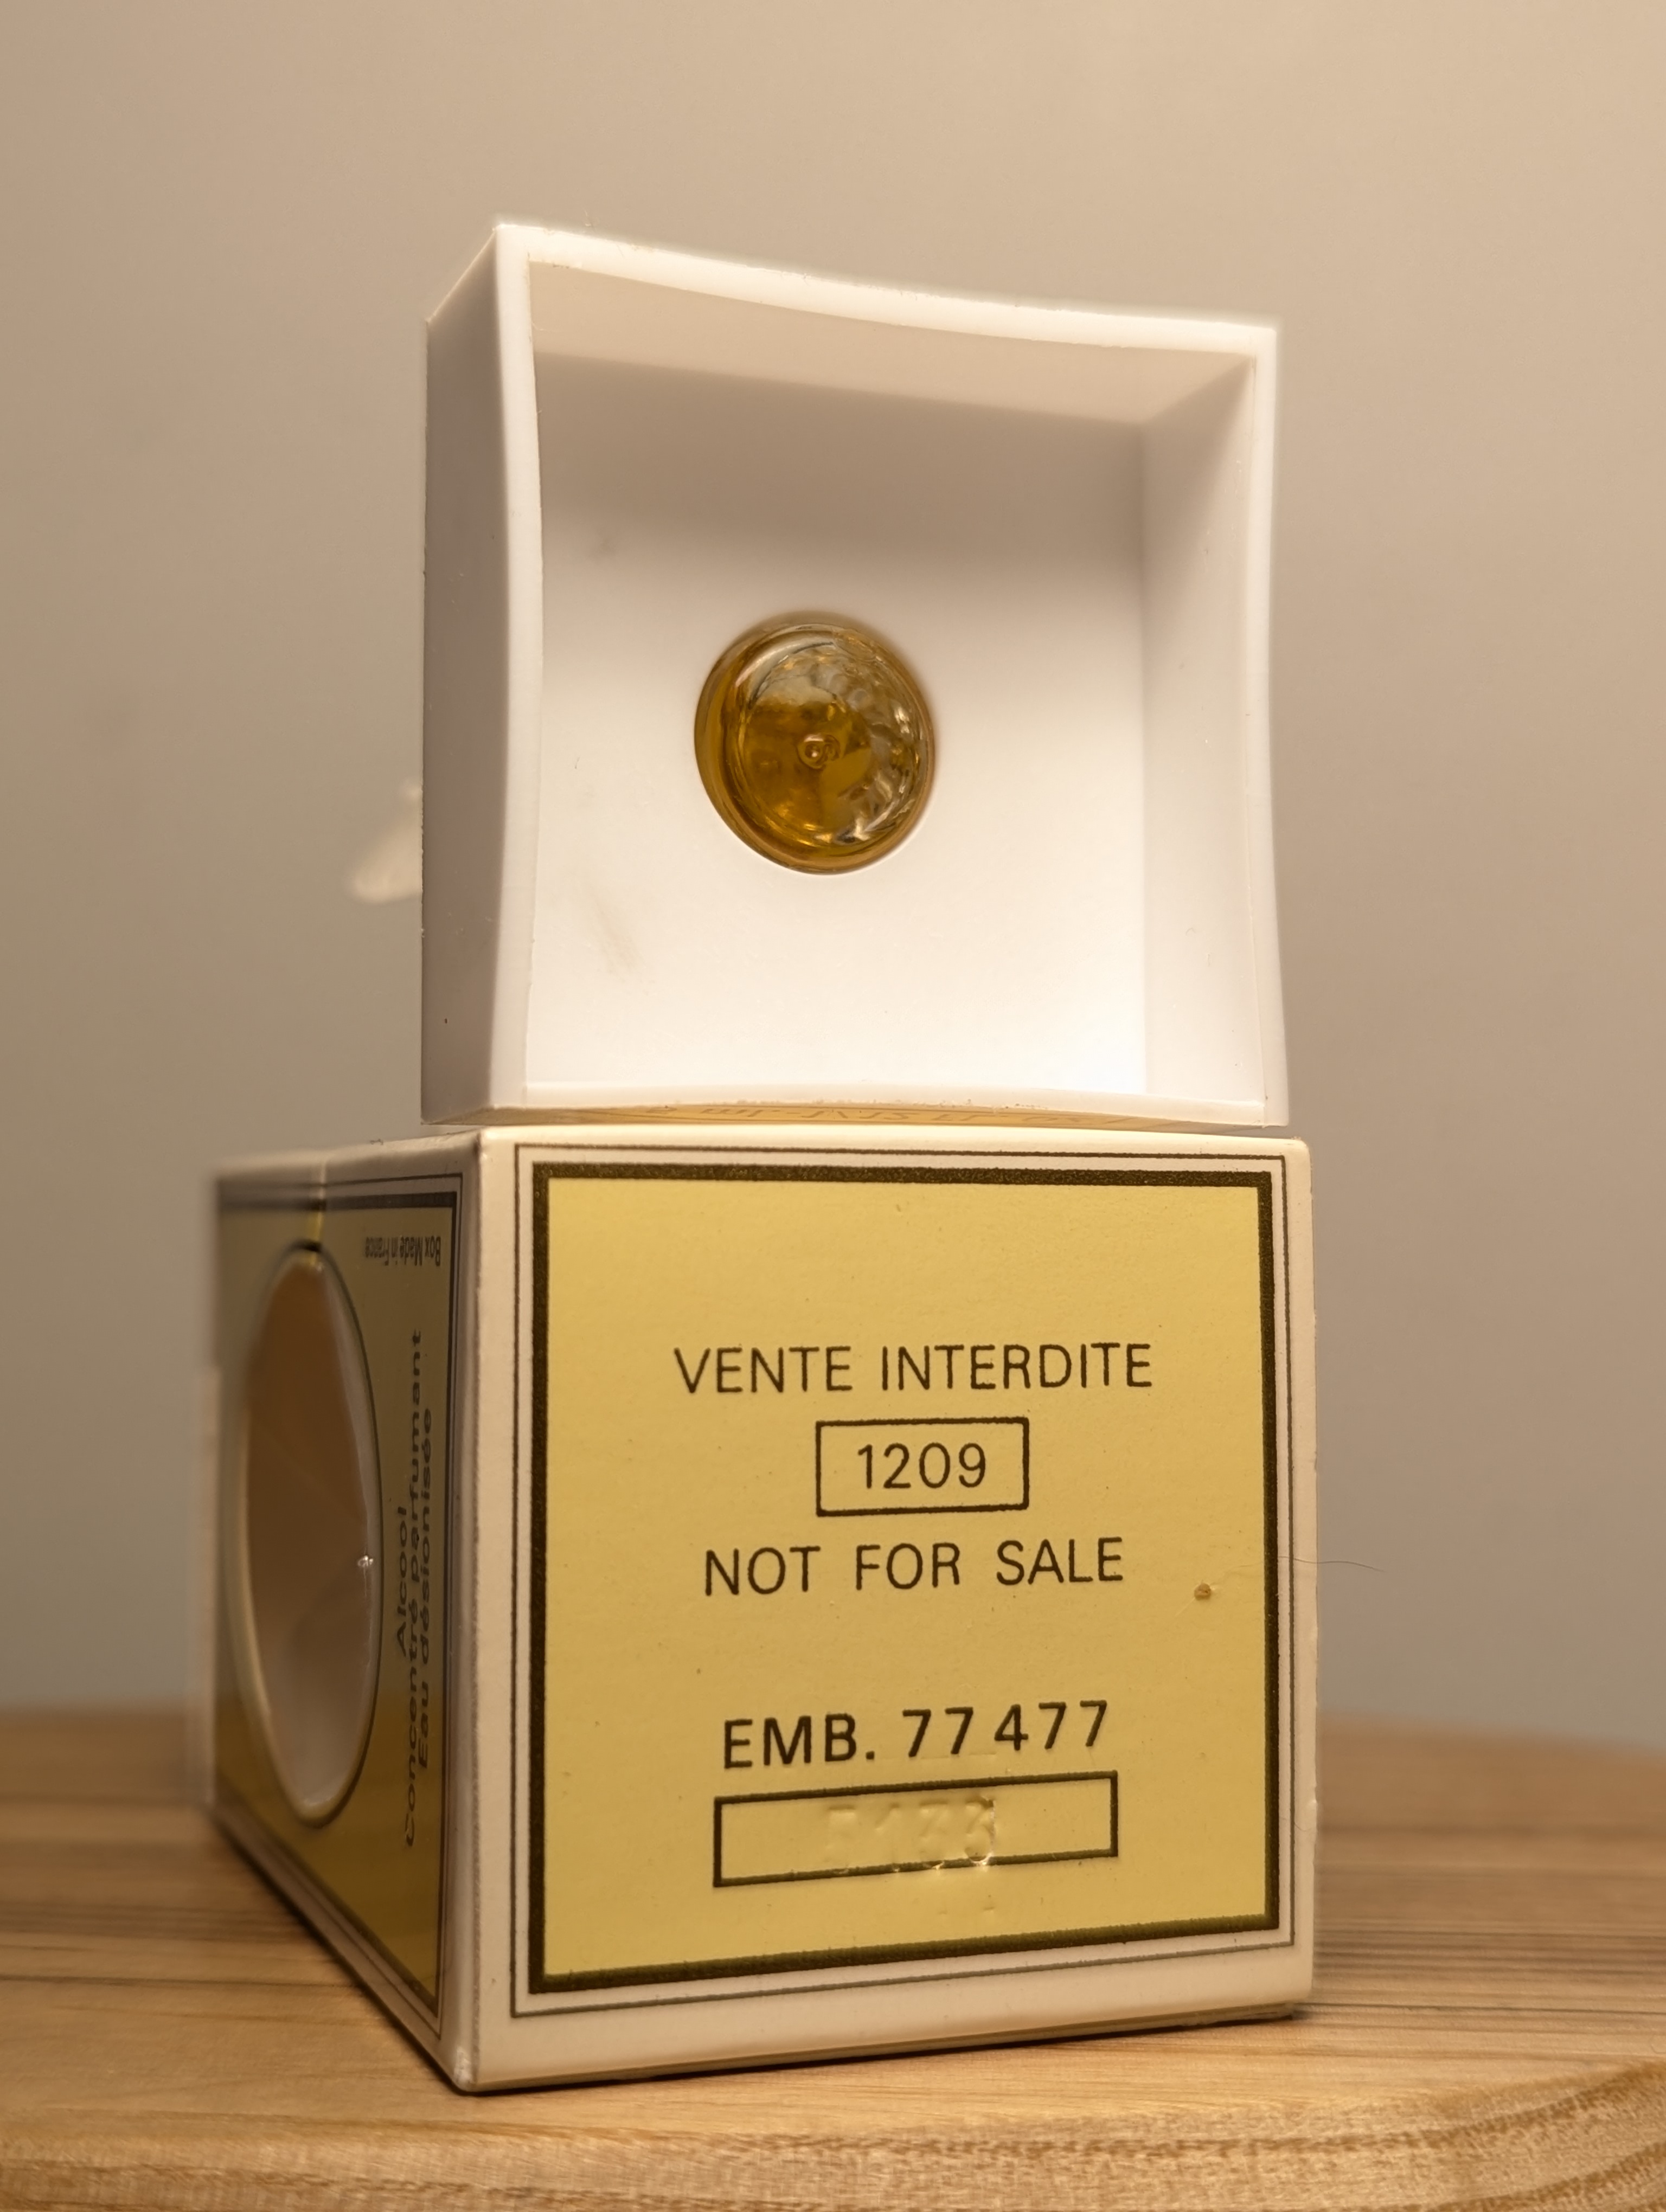 VENTE INTERDITE
1209
NOT FOR SALE
EMB. 77 477
Box Made in France
Alcool
Concentré parfumant
Eau désionisée